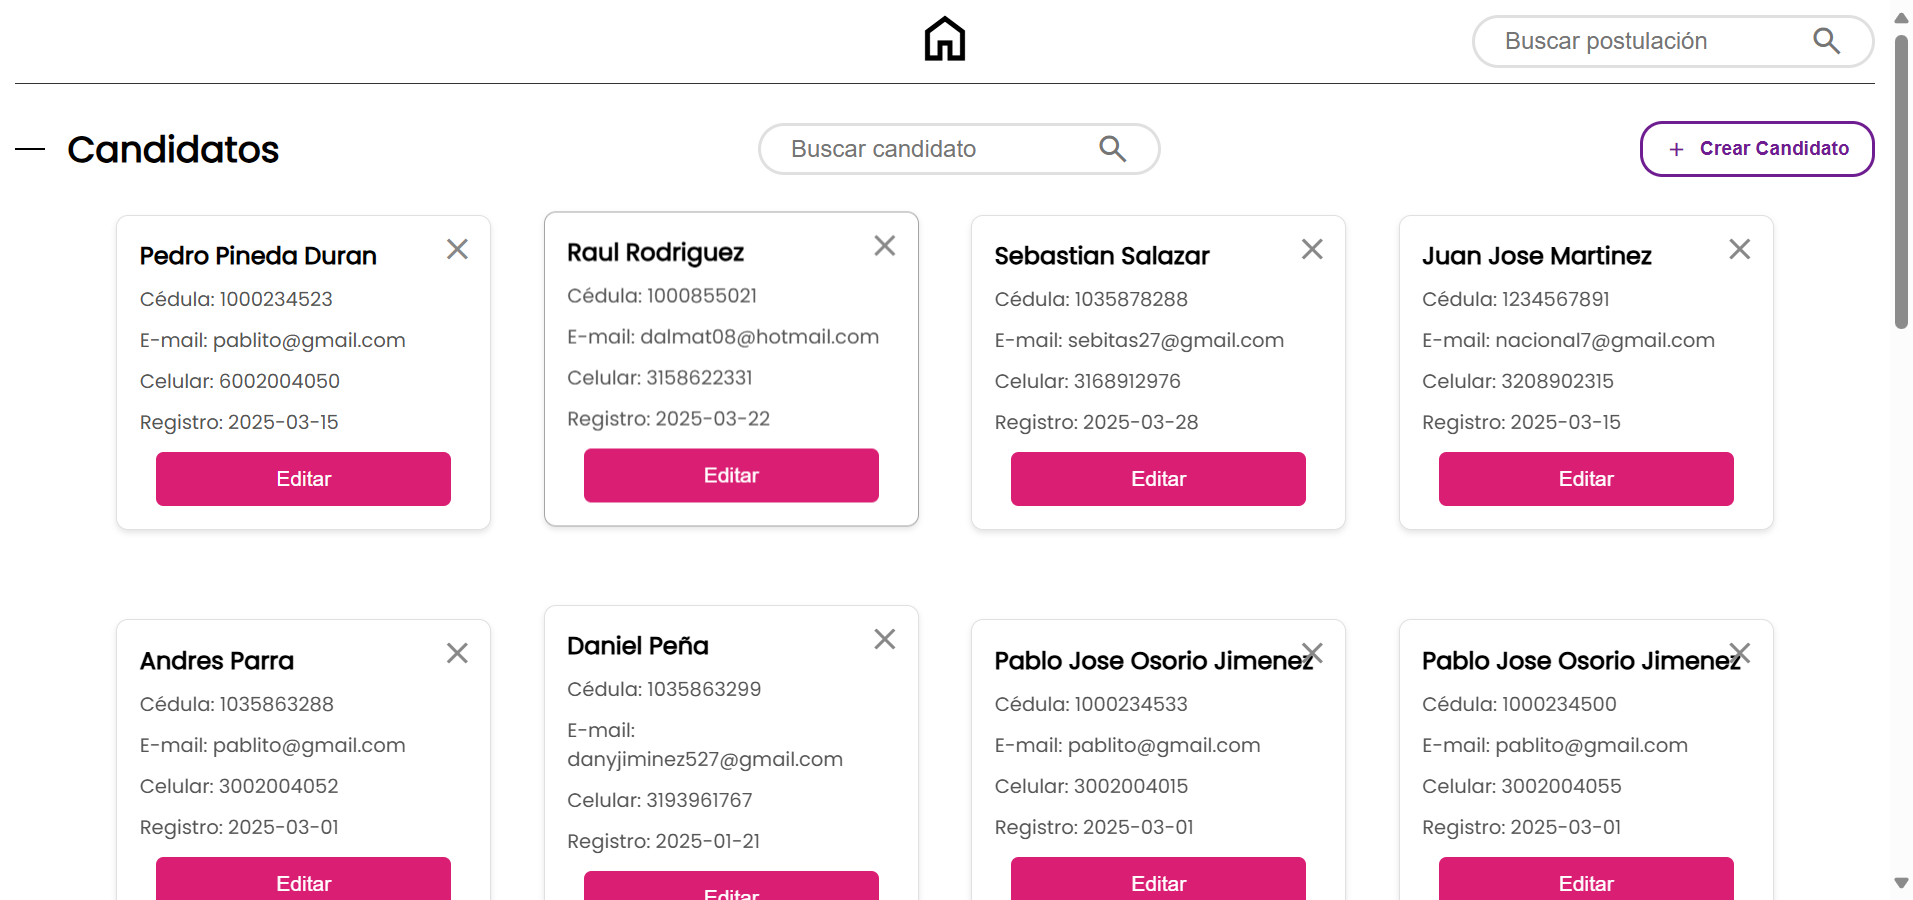 Buscar postulación
Candidatos
Buscar candidato
+ Crear Candidato
Pedro Pineda Duran
Cédula: 1000234523
E-mail: pablito@gmail.com
Celular: 6002004050
Registro: 2025-03-15
Editar
Raul Rodriguez
Cédula: 1000855021
E-mail: dalmat08@hotmail.com
Celular: 3158622331
Registro: 2025-03-22
Editar
Sebastian Salazar
Cédula: 1035878288
E-mail: sebitas27@gmail.com
Celular: 3168912976
Registro: 2025-03-28
Editar
Juan Jose Martinez
Cédula: 1234567891
E-mail: nacional7@gmail.com
Celular: 3208902315
Registro: 2025-03-15
Editar
Andres Parra
Cédula: 1035863288
E-mail: pablito@gmail.com
Celular: 3002004052
Registro: 2025-03-01
Editar
Daniel Peña
Cédula: 1035863299
E-mail:
danyjiminez527@gmail.com
Celular: 3193961767
Registro: 2025-01-21
Editar
Pablo Jose Osorio Jimenez
Cédula: 1000234533
E-mail: pablito@gmail.com
Celular: 3002004015
Registro: 2025-03-01
Editar
Pablo Jose Osorio Jimenez
Cédula: 1000234500
E-mail: pablito@gmail.com
Celular: 3002004055
Registro: 2025-03-01
Editar